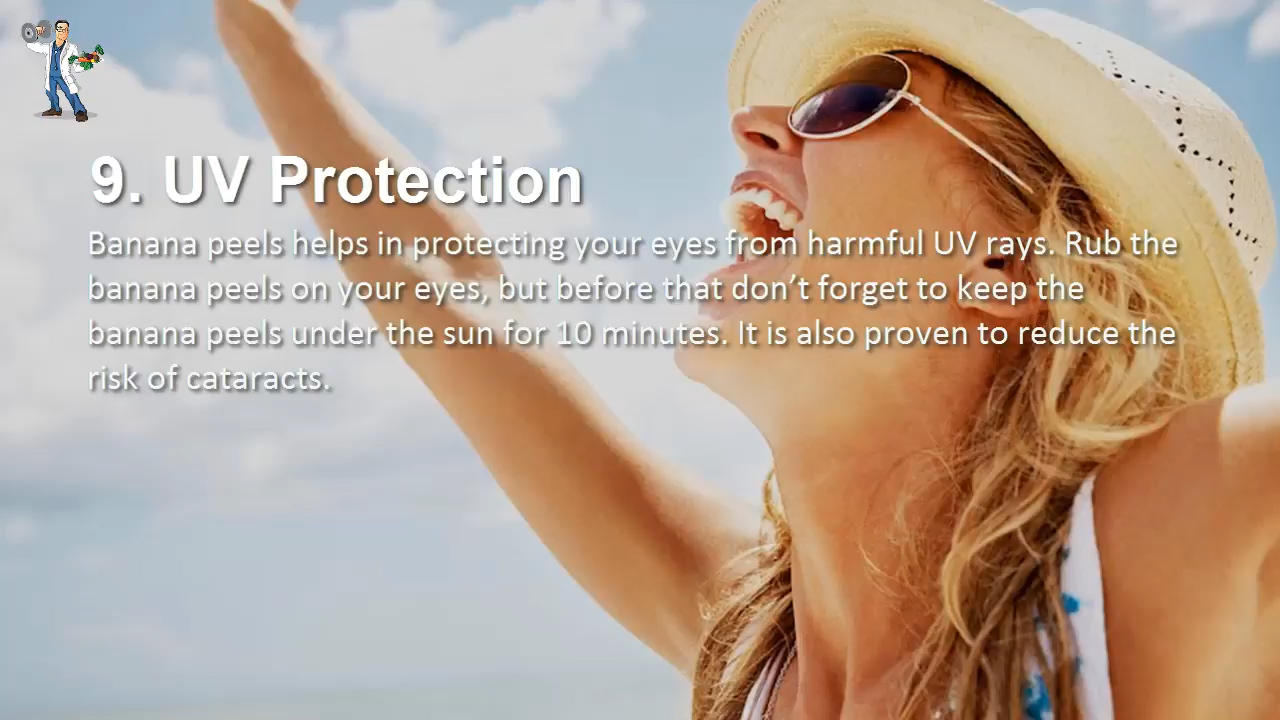 9. UV Protection
Banana peels helps in protecting your eyes from harmful UV rays. Rub the
banana peels on your eyes, but before that don’t forget to keep the
banana peels under the sun for 10 minutes. It is also proven to reduce the
risk of cataracts.